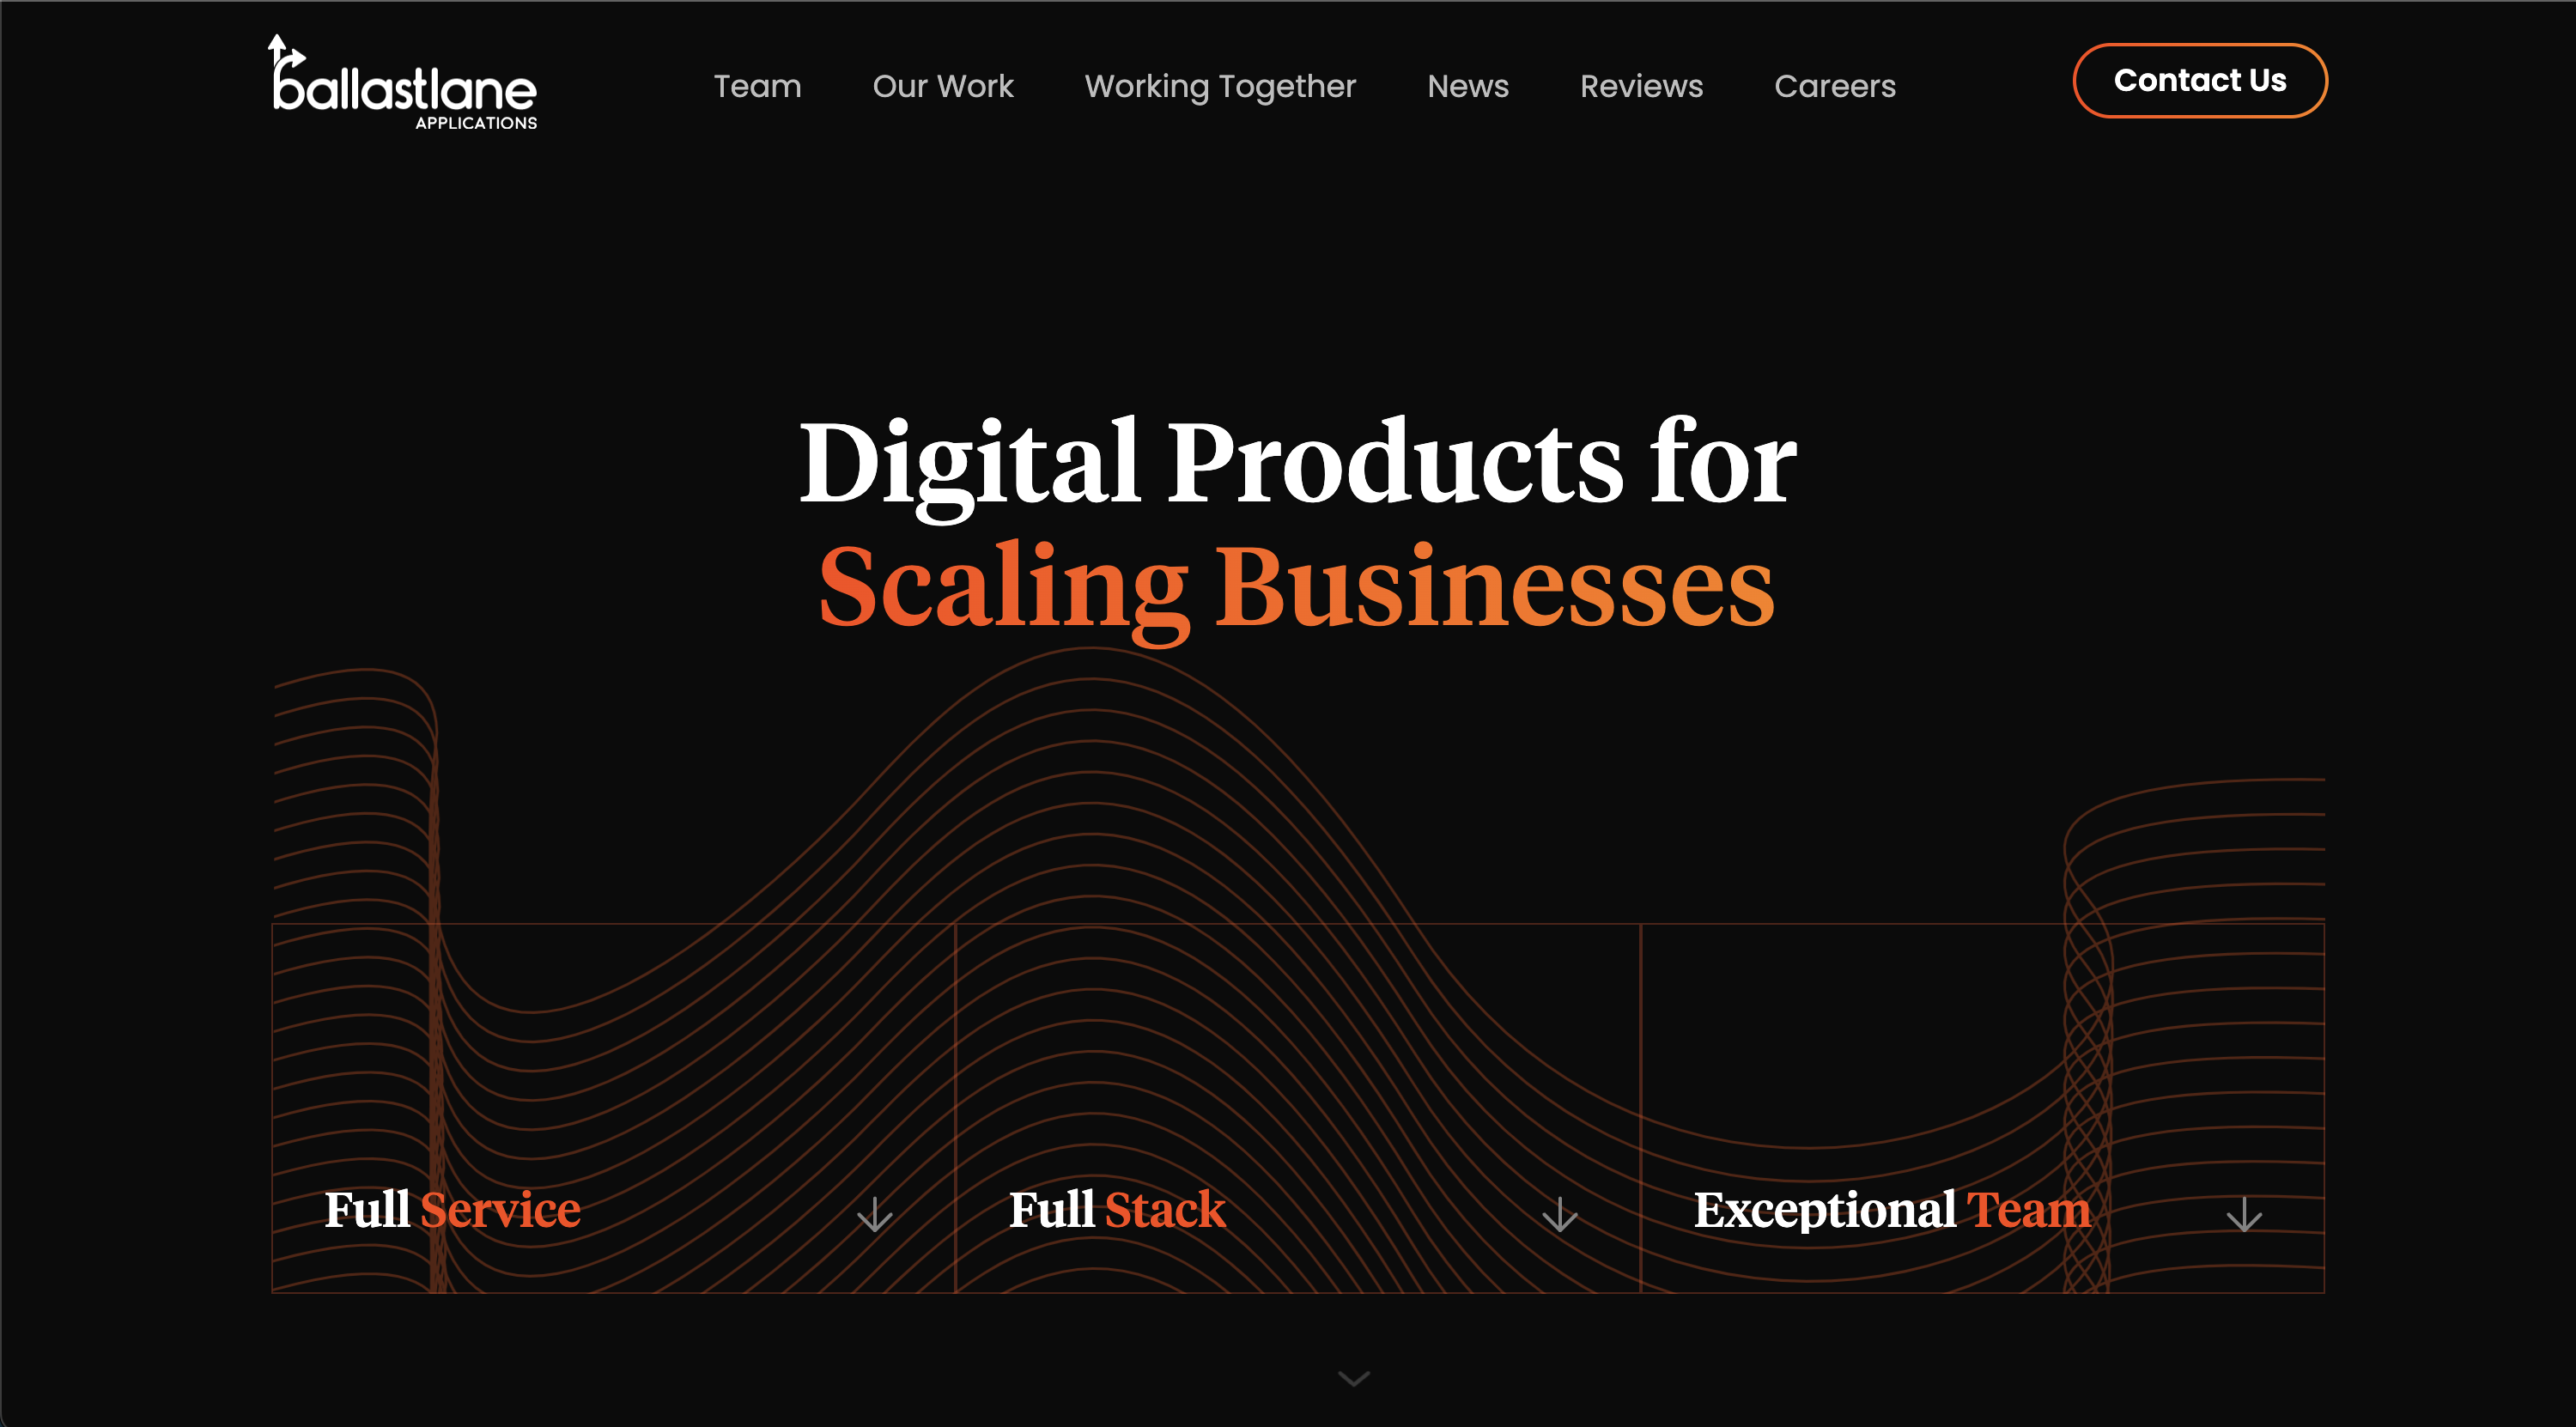 ballastlane
APPLICATIONS
Team
Our Work
Working Together
News
Reviews
Careers
Contact Us
Digital Products for
Scaling Businesses
Full Service
Full Stack
Exceptional Team